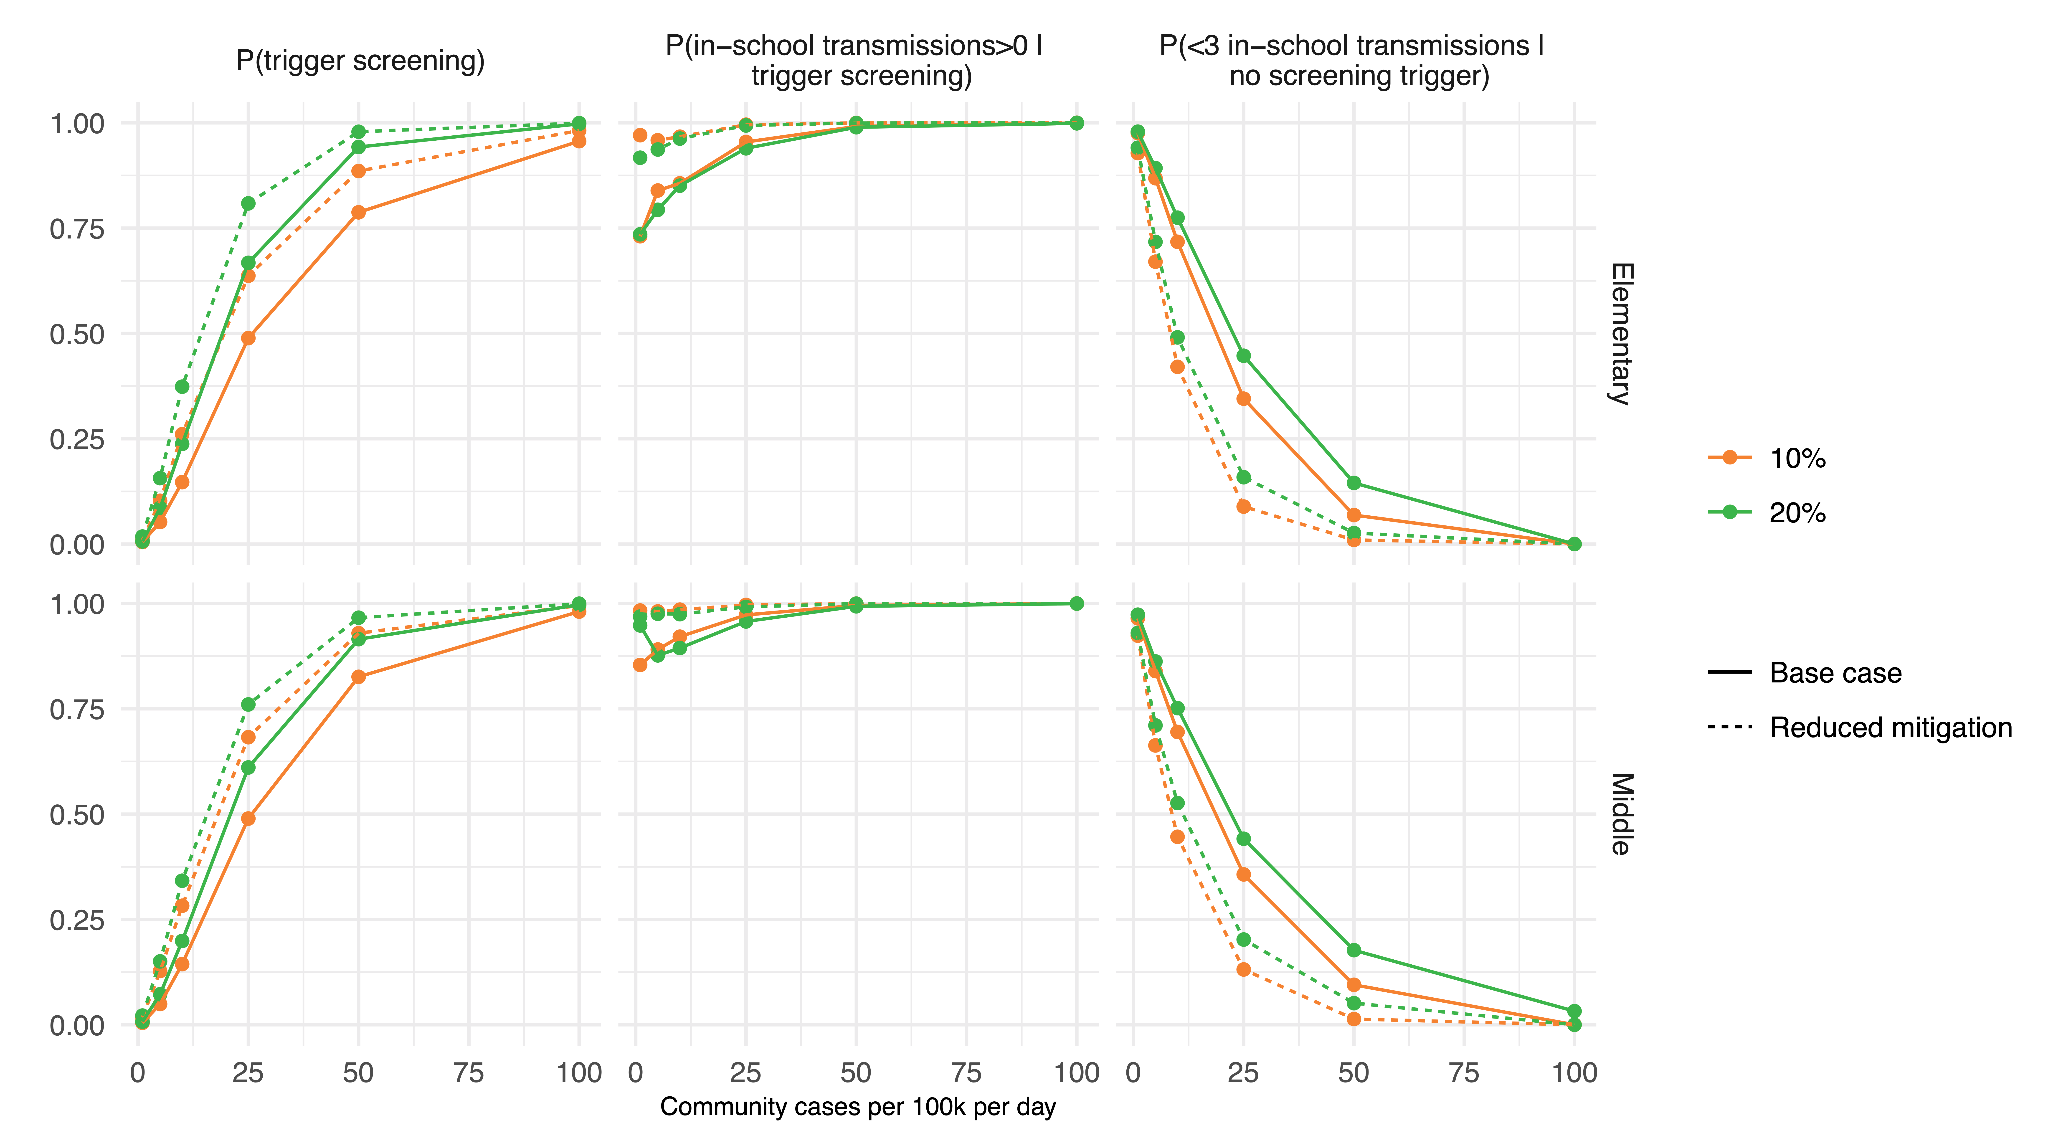 P(trigger screening)
P(in−school transmissions>0 |
trigger screening)
P(<3 in−school transmissions |
no screening trigger)
1.00
0.75
0.50
0.25
0.00
Elementary
1.00
0.75
0.50
0.25
0.00
Middle
0 25 50 75 100
0 25 50 75 100
0 25 50 75 100
Community cases per 100k per day
10%
20%
Base case
Reduced mitigation